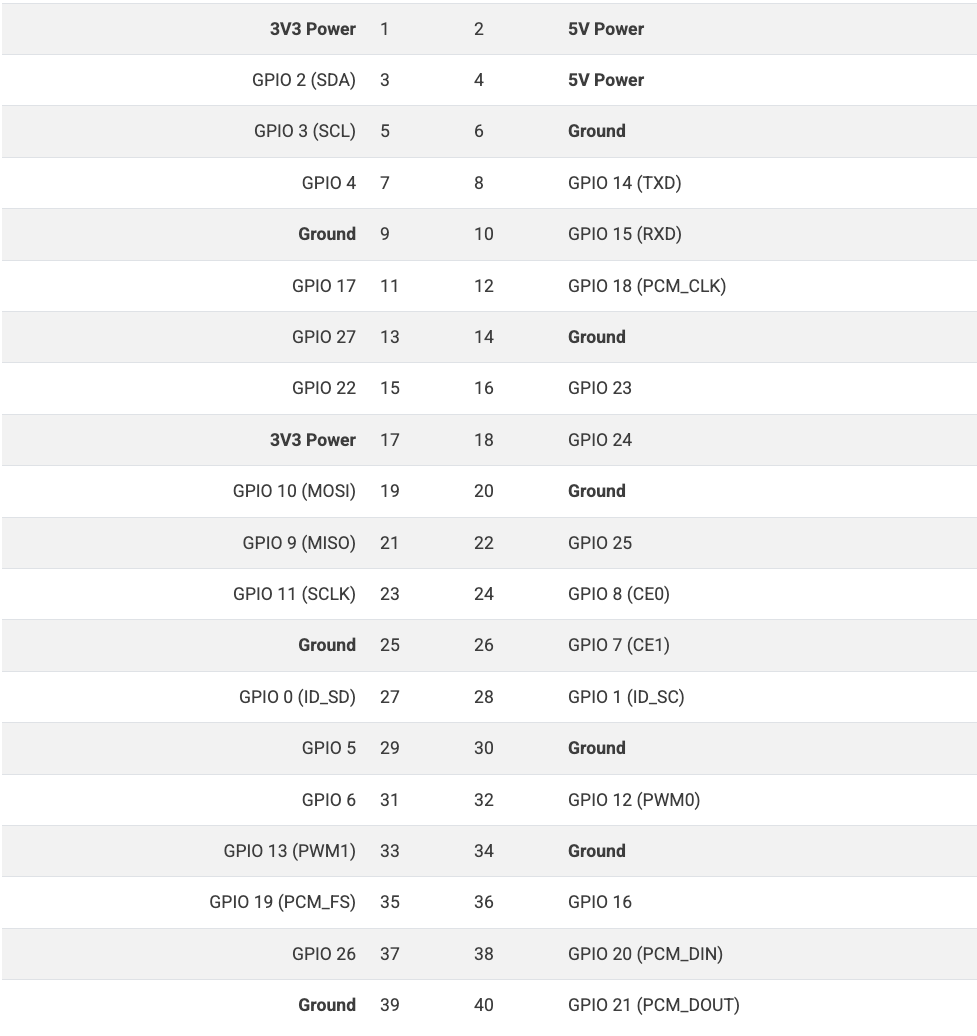 3V3 Power 1 2 5V Power
GPIO 2 (SDA) 3 4 5V Power
GPIO 3 (SCL) 5 6 Ground
GPIO 4 7 8 GPIO 14 (TXD)
Ground 9 10 GPIO 15 (RXD)
GPIO 17 11 12 GPIO 18 (PCM_CLK)
GPIO 27 13 14 Ground
GPIO 22 15 16 GPIO 23
3V3 Power 17 18 GPIO 24
GPIO 10 (MOSI) 19 20 Ground
GPIO 9 (MISO) 21 22 GPIO 25
GPIO 11 (SCLK) 23 24 GPIO 8 (CE0)
Ground 25 26 GPIO 7 (CE1)
GPIO 0 (ID_SD) 27 28 GPIO 1 (ID_SC)
GPIO 5 29 30 Ground
GPIO 6 31 32 GPIO 12 (PWM0)
GPIO 13 (PWM1) 33 34 Ground
GPIO 19 (PCM_FS) 35 36 GPIO 16
GPIO 26 37 38 GPIO 20 (PCM_DIN)
Ground 39 40 GPIO 21 (PCM_DOUT)